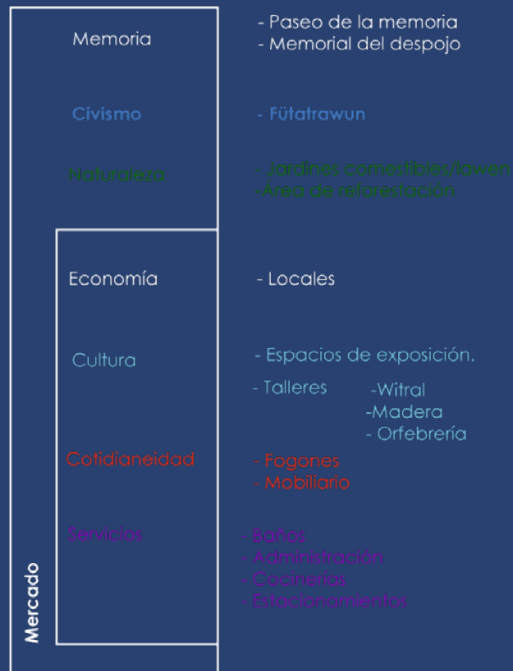 Memoria
- Paseo de la memoria
- Memorial del despojo
Civismo
- Fütatrawun
Naturaleza
- Jardines comestibles/lawen
-Área de reforestación
Economía
- Locales
Cultura
- Espacios de exposición.
- Talleres
-Witral
-Madera
- Orfebrería
Cotidianeidad
- Fogones
- Mobiliario
Servicios
- Baños
- Administración
- Cocinerías
- Estacionamientos
Mercado